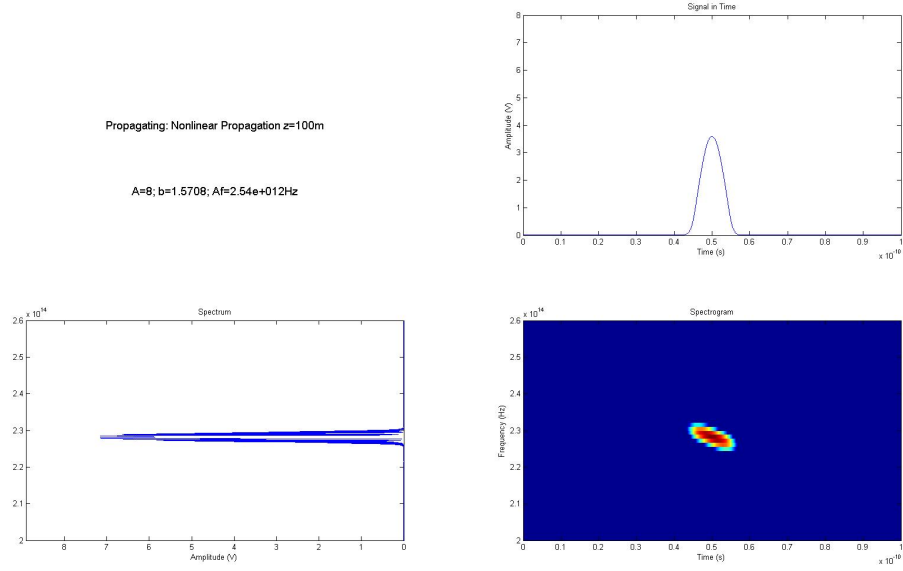 Signal in Time
8
7
6
5
4
3
2
1
0
Amplitude (V)
0 0.1 0.2 0.3 0.4 0.5 0.6 0.7 0.8 0.9 1
Time (s)
x 10^-10
Propagating: Nonlinear Propagation z=100m
A=8; b=1.5708; Af=2.54e+012Hz
Spectrum
x 10^14
2.6
2.5
2.4
2.3
2.2
2.1
2
8 7 6 5 4 3 2 1 0
Amplitude (V)
Spectrogram
x 10^14
2.6
2.5
2.4
2.3
2.2
2.1
2
Frequency (Hz)
0 0.1 0.2 0.3 0.4 0.5 0.6 0.7 0.8 0.9 1
Time (s)
x 10^-10